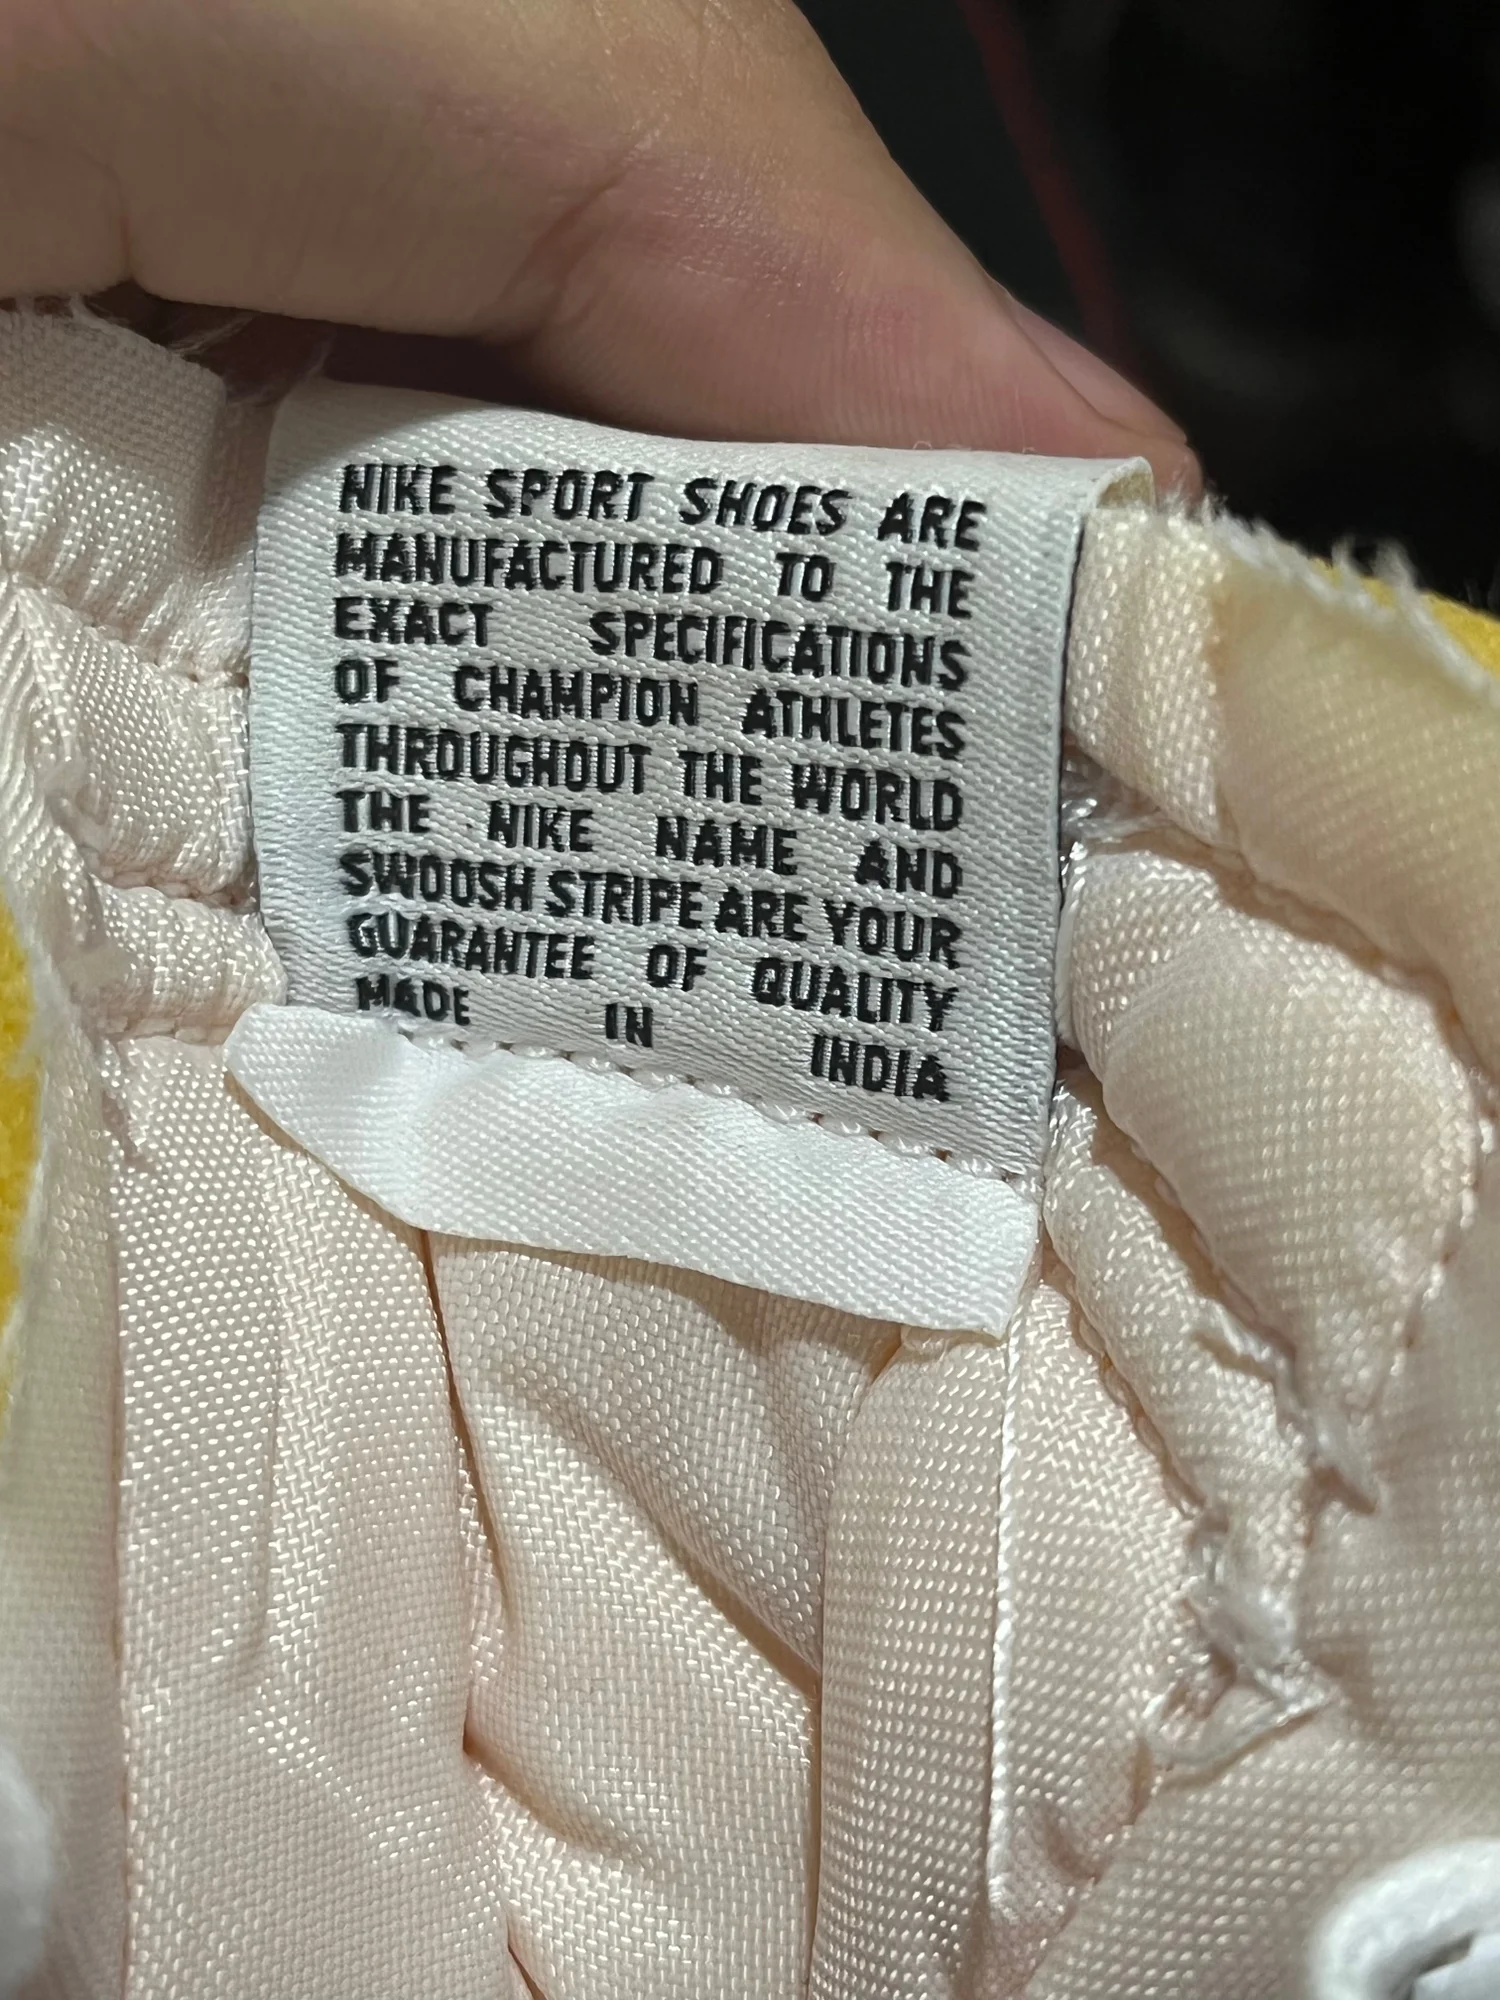 NIKE SPORT SHOES ARE
MANUFACTURED TO THE
EXACT SPECIFICATIONS
OF CHAMPION ATHLETES
THROUGHOUT THE WORLD
THE NIKE NAME AND
SWOOSH STRIPE ARE YOUR
GUARANTEE OF QUALITY
MADE IN INDIA